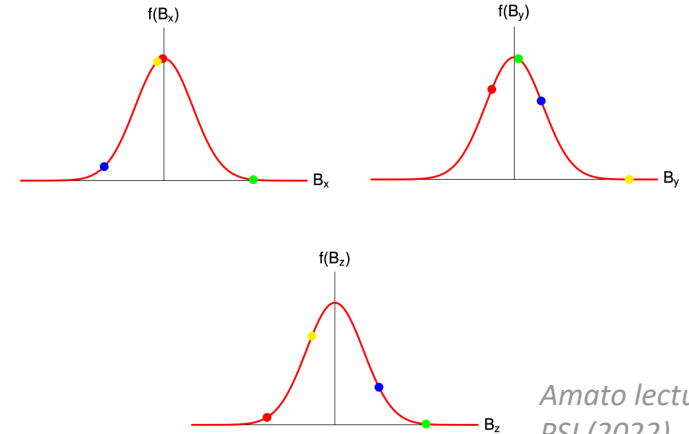 f(Bx)
f(By)
Bx
By
f(Bz)
Bz
Amato lectu
PSI (2022)